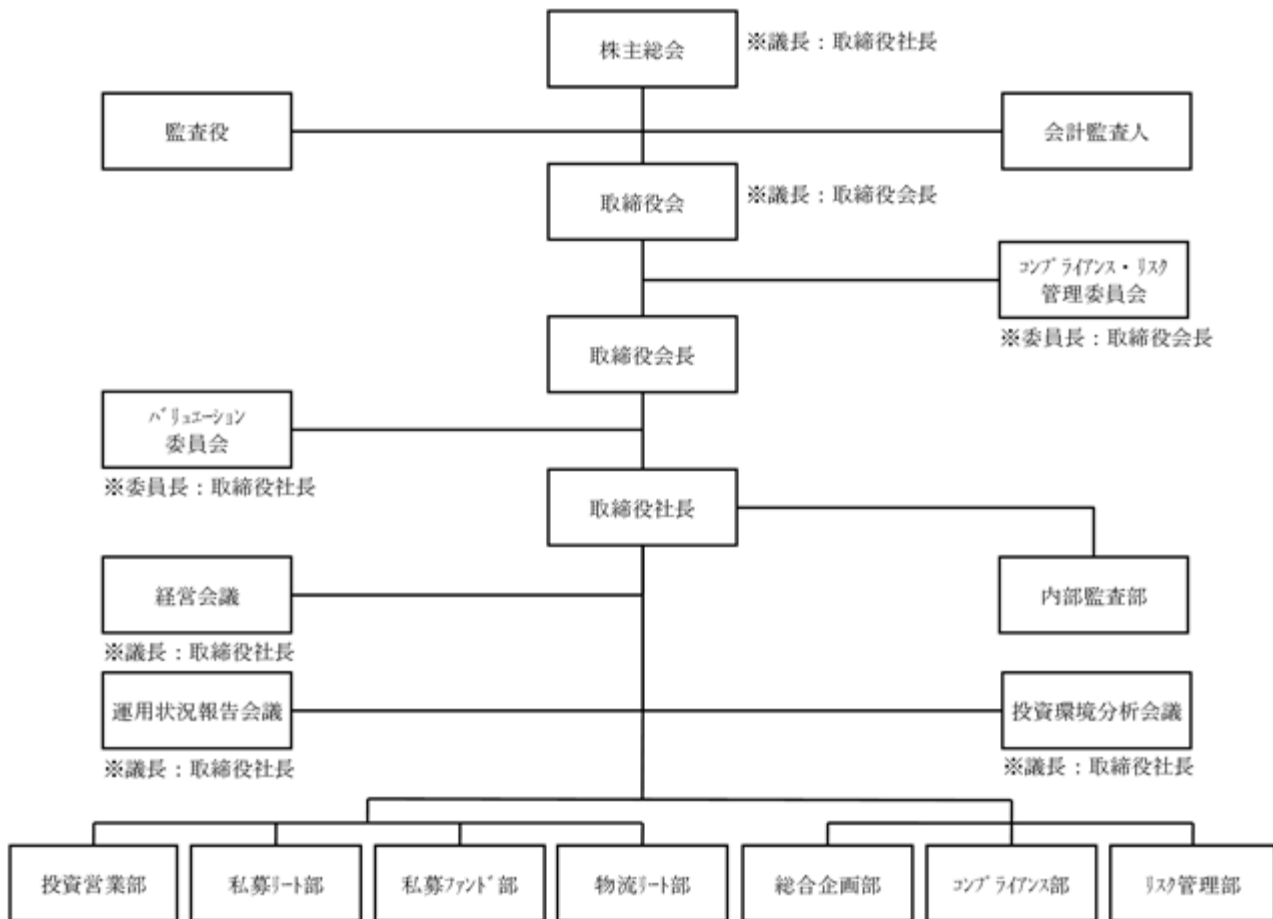 株主総会
※議長：取締役社長
監査役
会計監査人
取締役会
※議長：取締役会長
ｺﾝﾌﾟﾗｲｱﾝｽ・ﾘｽｸ
管理委員会
※委員長：取締役会長
取締役会長
ﾊﾞﾘｭｴｰｼｮﾝ
委員会
※委員長：取締役社長
取締役社長
経営会議
※議長：取締役社長
内部監査部
運用状況報告会議
※議長：取締役社長
投資環境分析会議
※議長：取締役社長
投資営業部
私募ﾘｰﾄ部
私募ﾌｧﾝﾄﾞ部
物流ﾘｰﾄ部
総合企画部
ｺﾝﾌﾟﾗｲｱﾝｽ部
ﾘｽｸ管理部